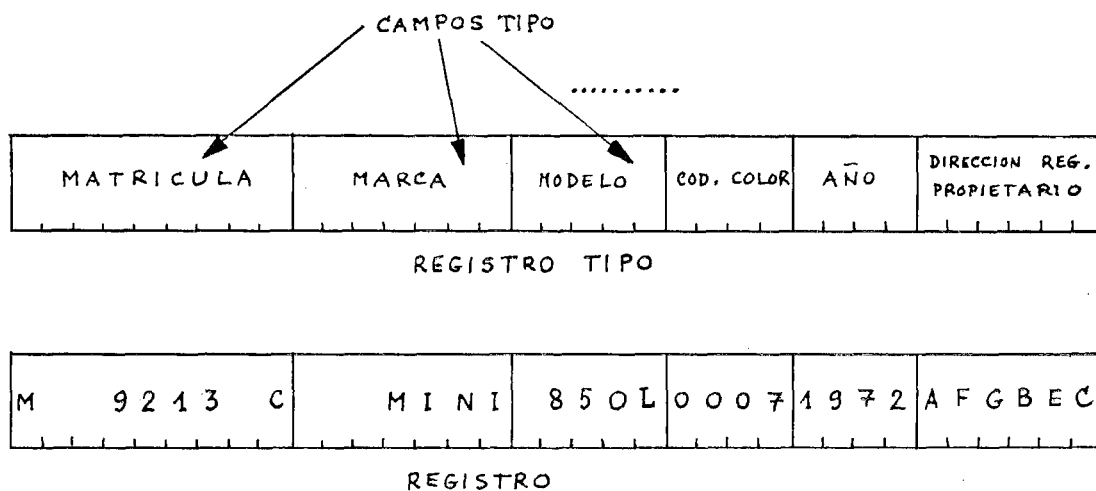 CAMPOS TIPO
..........
MATRICULA MARCA MODELO COD. COLOR AÑO DIRECCION REG. PROPIETARIO
REGISTRO TIPO
M 9213 C MINI 850L 0007 1972 AFGBEC
REGISTRO